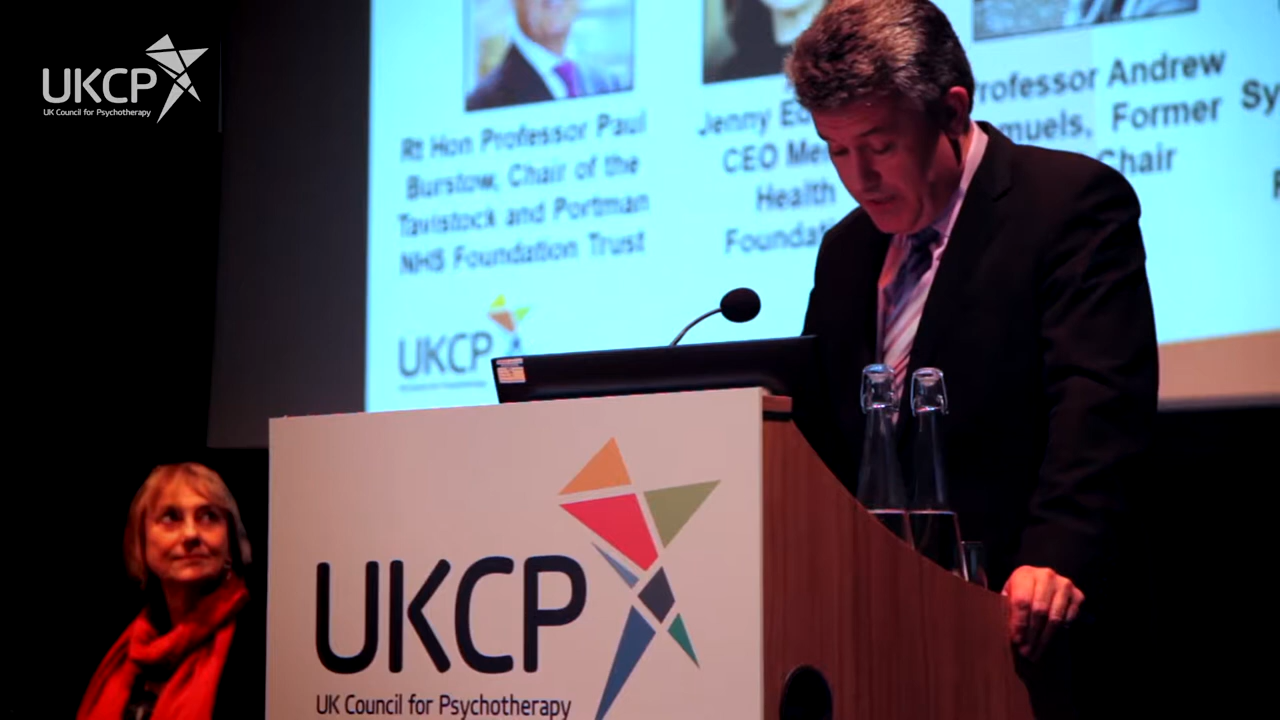 UKCP
UK Council for Psychotherapy
Rt Hon Professor Paul
Burstow, Chair of the
Tavistock and Portman
NHS Foundation Trust
Jenny
CEO
Health
Andrew
Former
Chair
UKCP
UKCP
UK Council for Psychotherapy